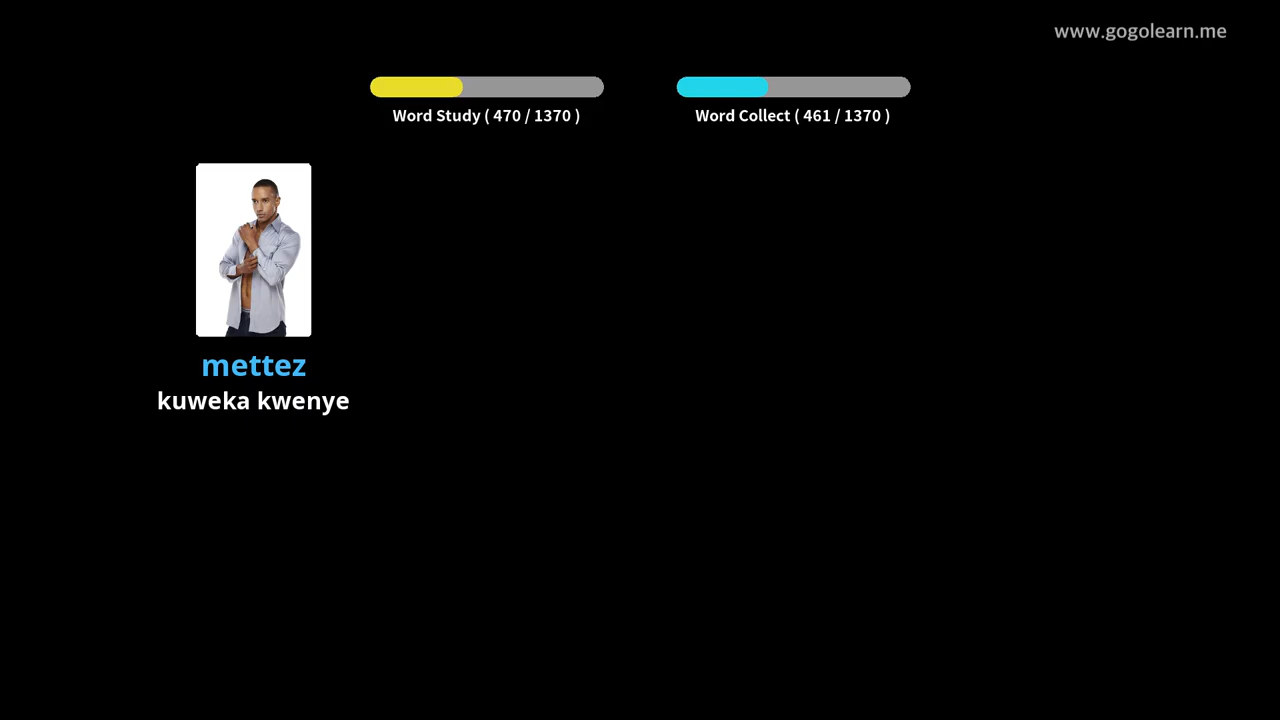 www.gogolearn.me
Word Study ( 470 / 1370 )
Word Collect ( 461 / 1370 )
mettez
kuweka kwenye